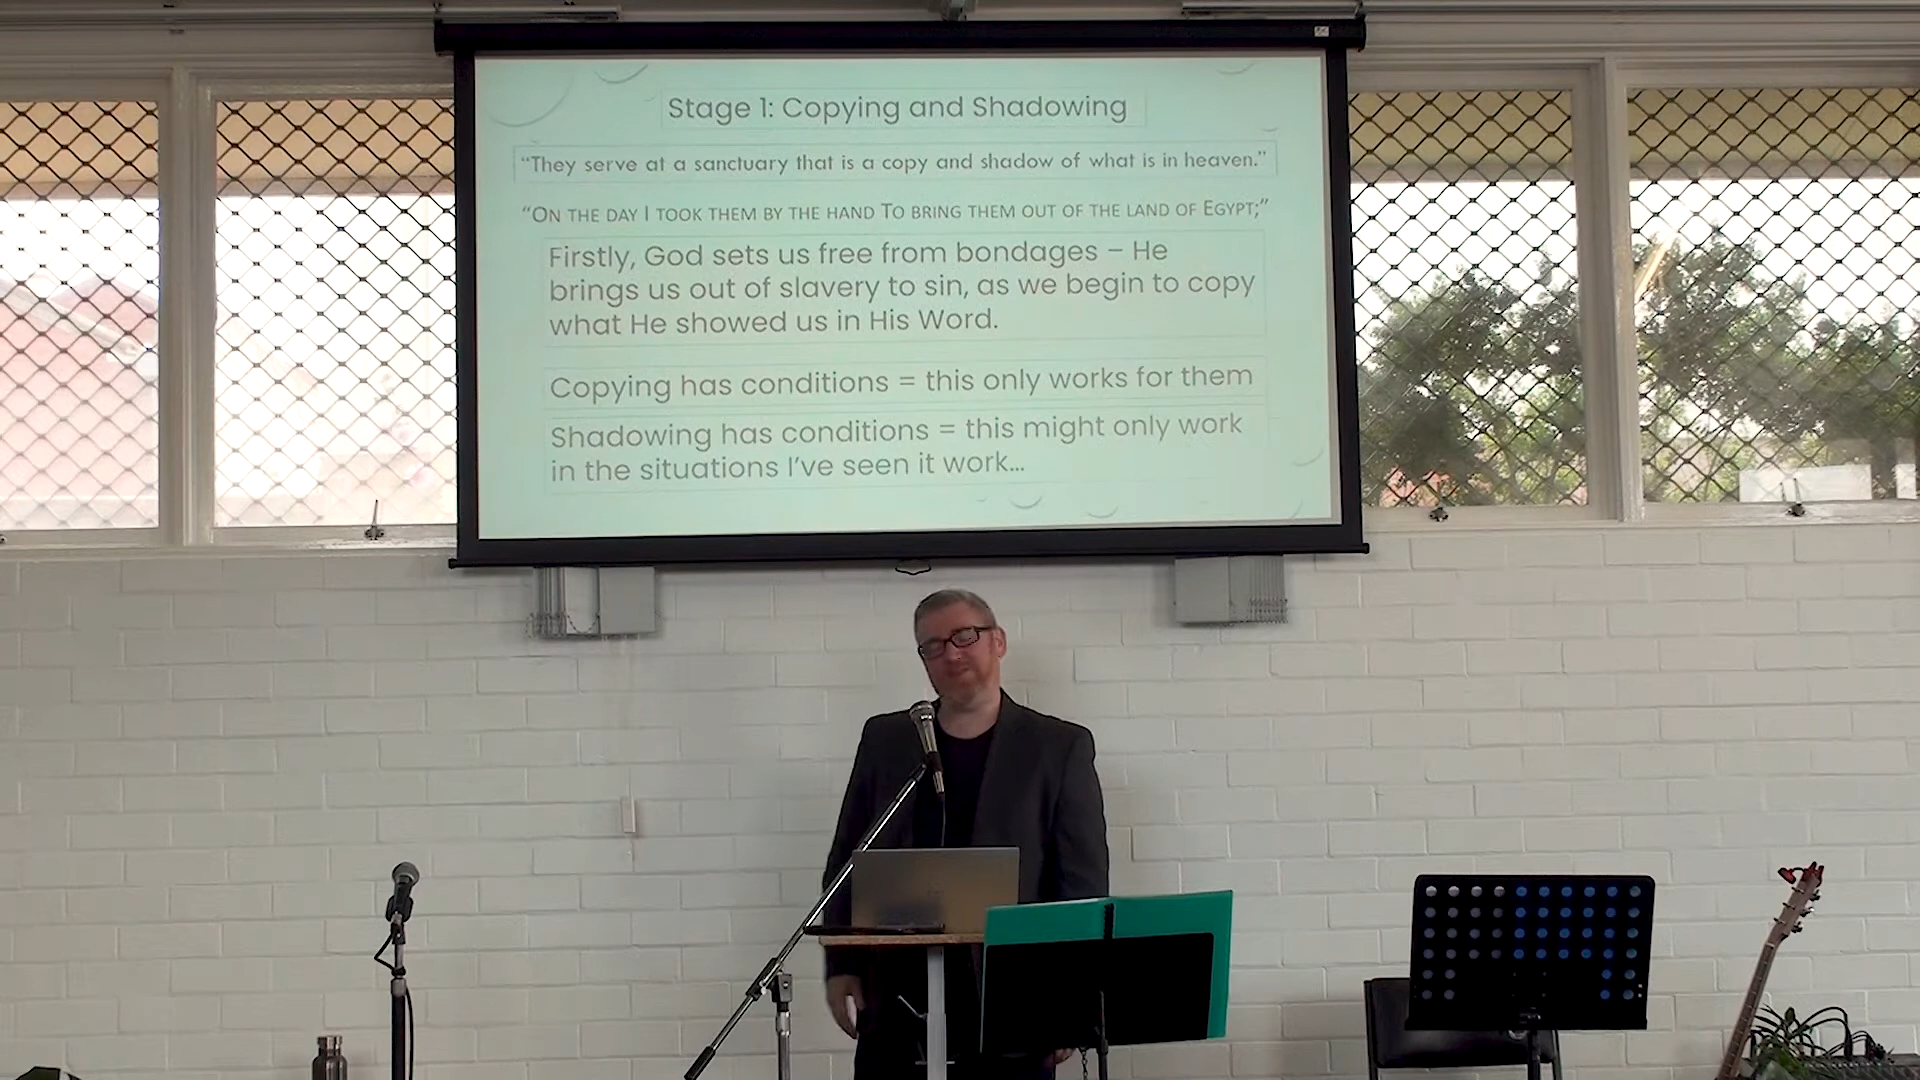 Stage 1: Copying and Shadowing
“They serve at a sanctuary that is a copy and shadow of what is in heaven.”
“On the day I took them by the hand To bring them out of the land of Egypt;”
Firstly, God sets us free from bondages – He
brings us out of slavery to sin, as we begin to copy
what He showed us in His Word.
Copying has conditions = this only works for them
Shadowing has conditions = this might only work
in the situations I’ve seen it work…